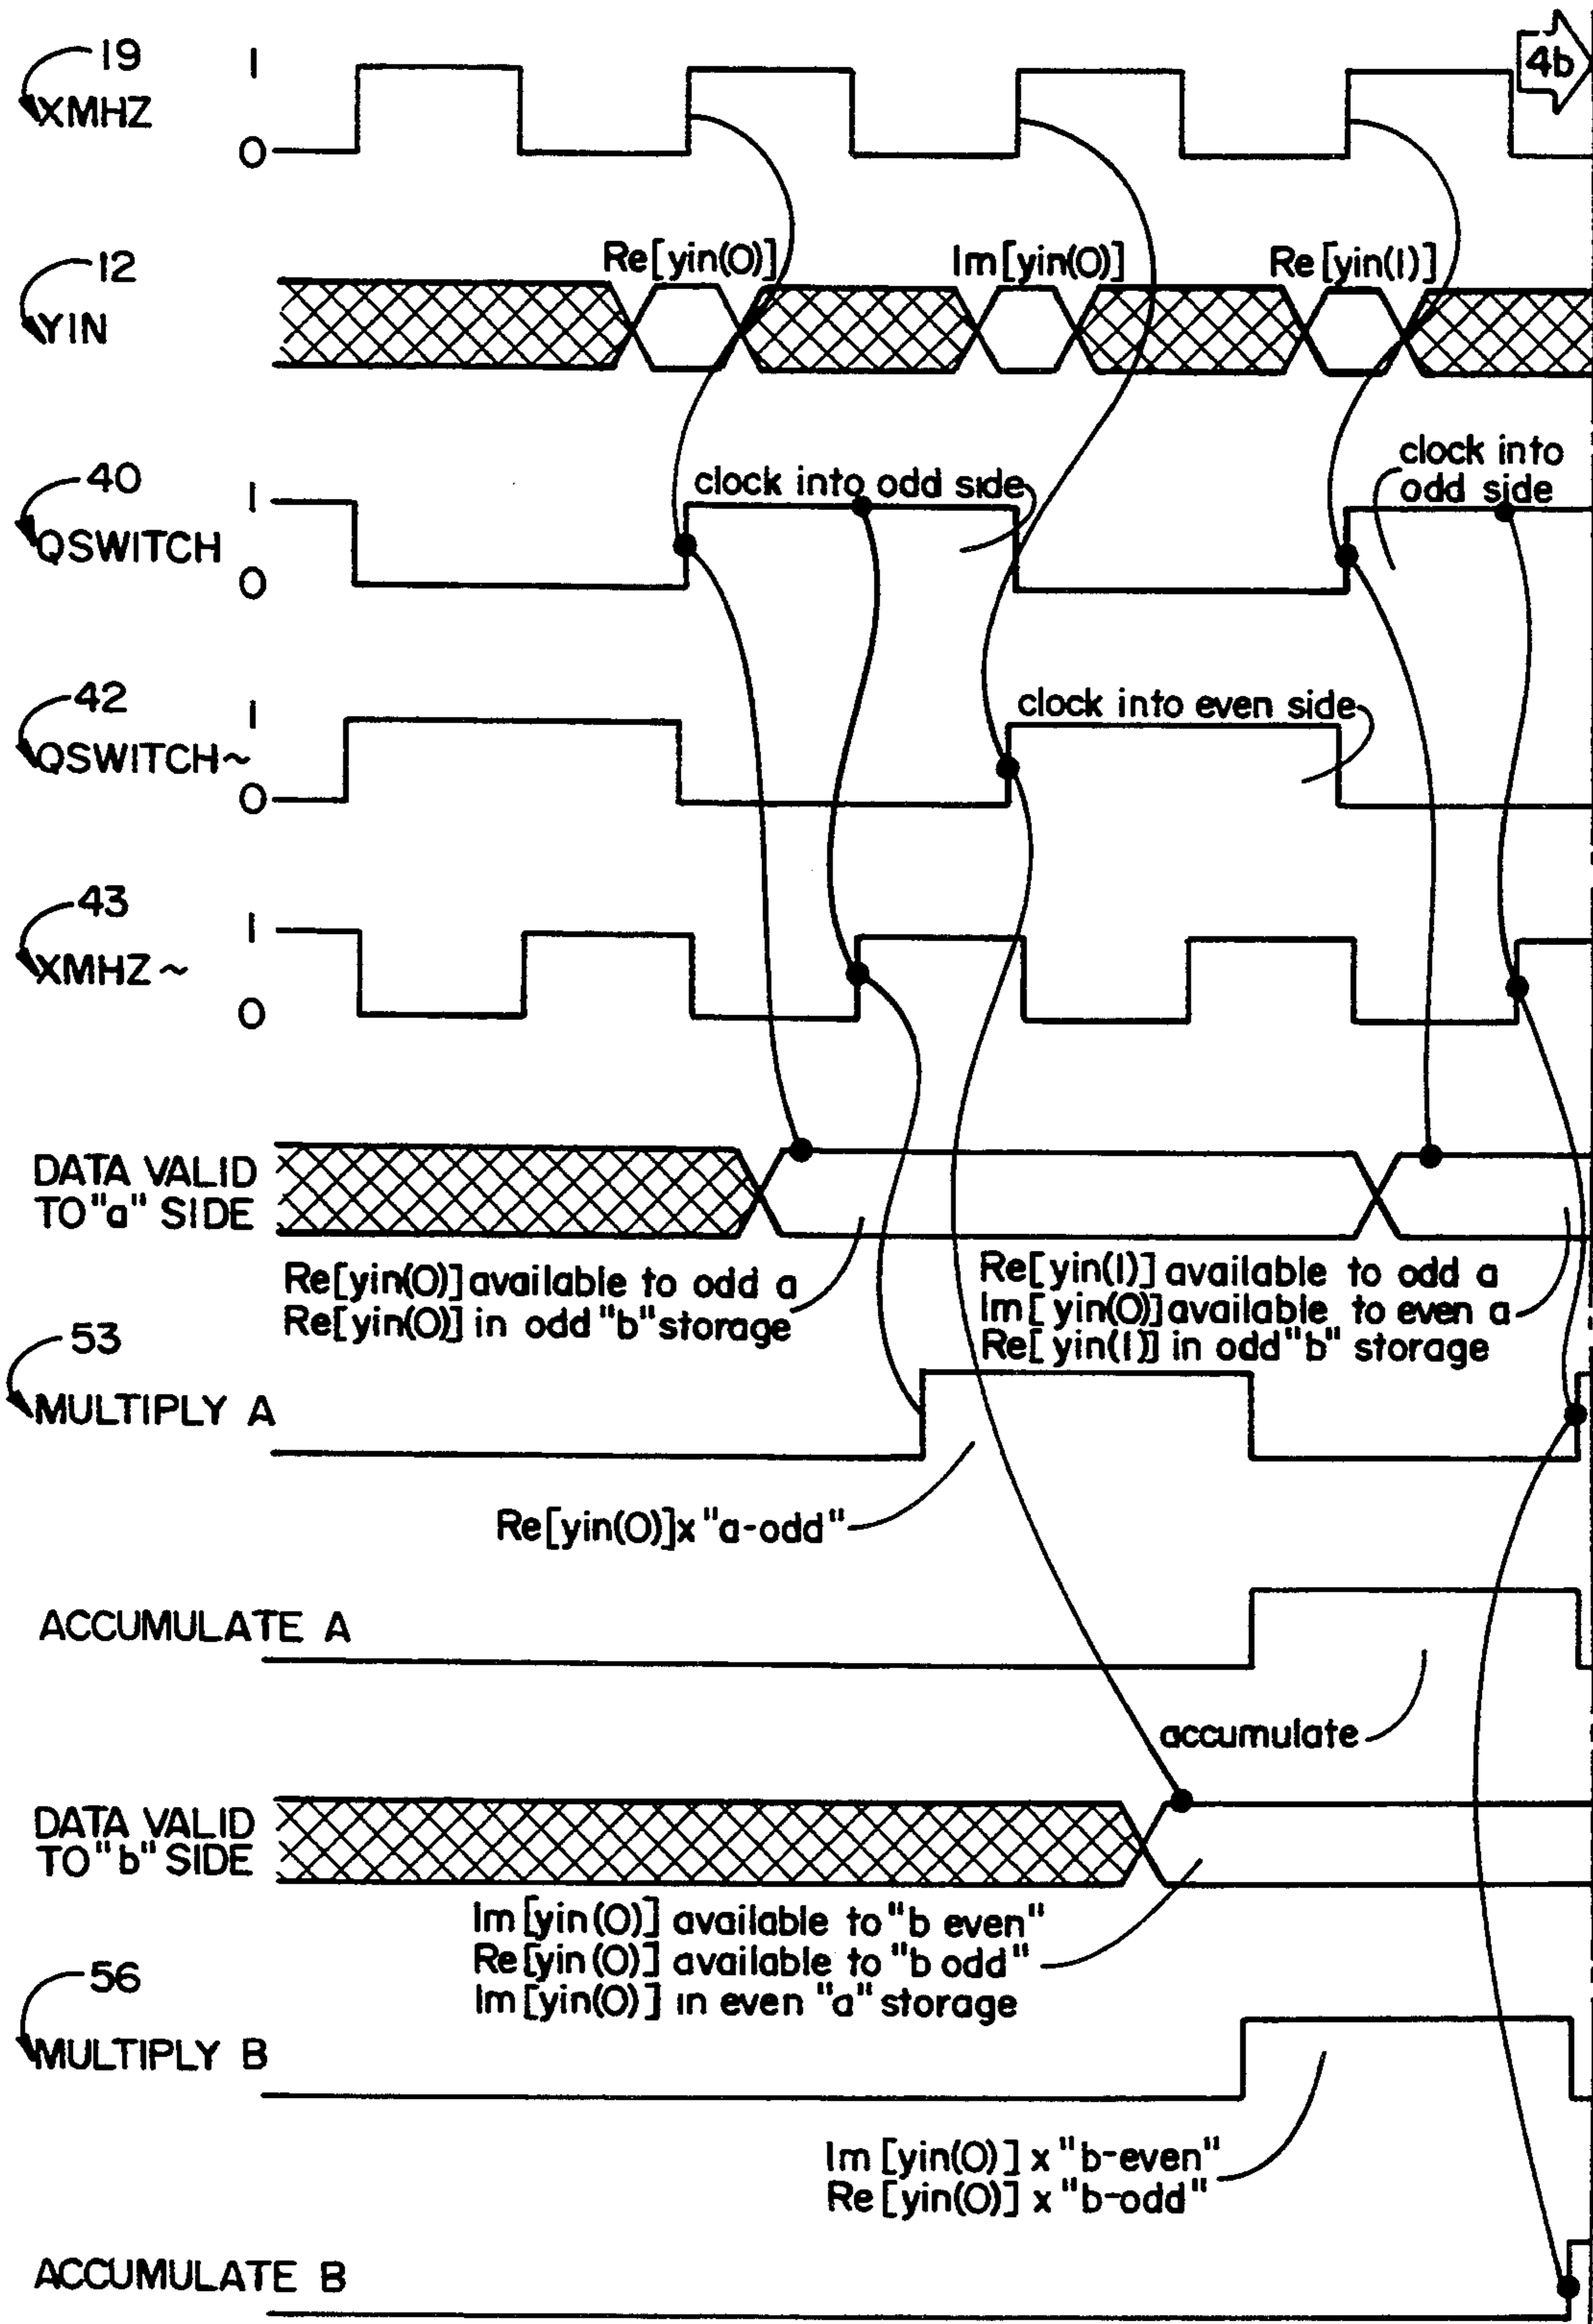 19
XMHZ
1
0
4b
12
YIN
Re[yin(0)]
Im[yin(0)]
Re[yin(1)]
40
QSWITCH
1
0
clock into odd side
clock into
odd side
42
QSWITCH~
1
0
clock into even side
43
XMHZ~
1
0
DATA VALID
TO "a" SIDE
Re[yin(0)] available to odd a
Re[yin(0)] in odd "b" storage
Re[yin(1)] available to odd a
Im[yin(0)] available to even a
Re[yin(1)] in odd "b" storage
53
MULTIPLY A
Re[yin(0)]x "a-odd"
ACCUMULATE A
accumulate
DATA VALID
TO "b" SIDE
Im[yin(0)] available to "b even"
Re[yin(0)] available to "b odd"
Im[yin(0)] in even "a" storage
56
MULTIPLY B
Im[yin(0)] x "b-even"
Re[yin(0)] x "b-odd"
ACCUMULATE B